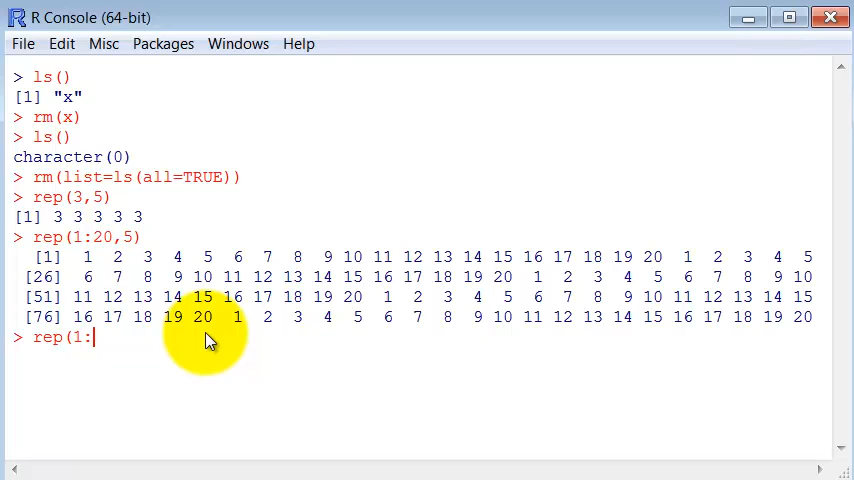 R Console (64-bit)
File Edit Misc Packages Windows Help
> ls()
[1] "x"
> rm(x)
> ls()
character(0)
> rm(list=ls(all=TRUE))
> rep(3,5)
[1] 3 3 3 3 3
> rep(1:20,5)
[1] 1 2 3 4 5 6 7 8 9 10 11 12 13 14 15 16 17 18 19 20 1 2 3 4 5
[26] 6 7 8 9 10 11 12 13 14 15 16 17 18 19 20 1 2 3 4 5 6 7 8 9 10
[51] 11 12 13 14 15 16 17 18 19 20 1 2 3 4 5 6 7 8 9 10 11 12 13 14 15
[76] 16 17 18 19 20 1 2 3 4 5 6 7 8 9 10 11 12 13 14 15 16 17 18 19 20
> rep(1: